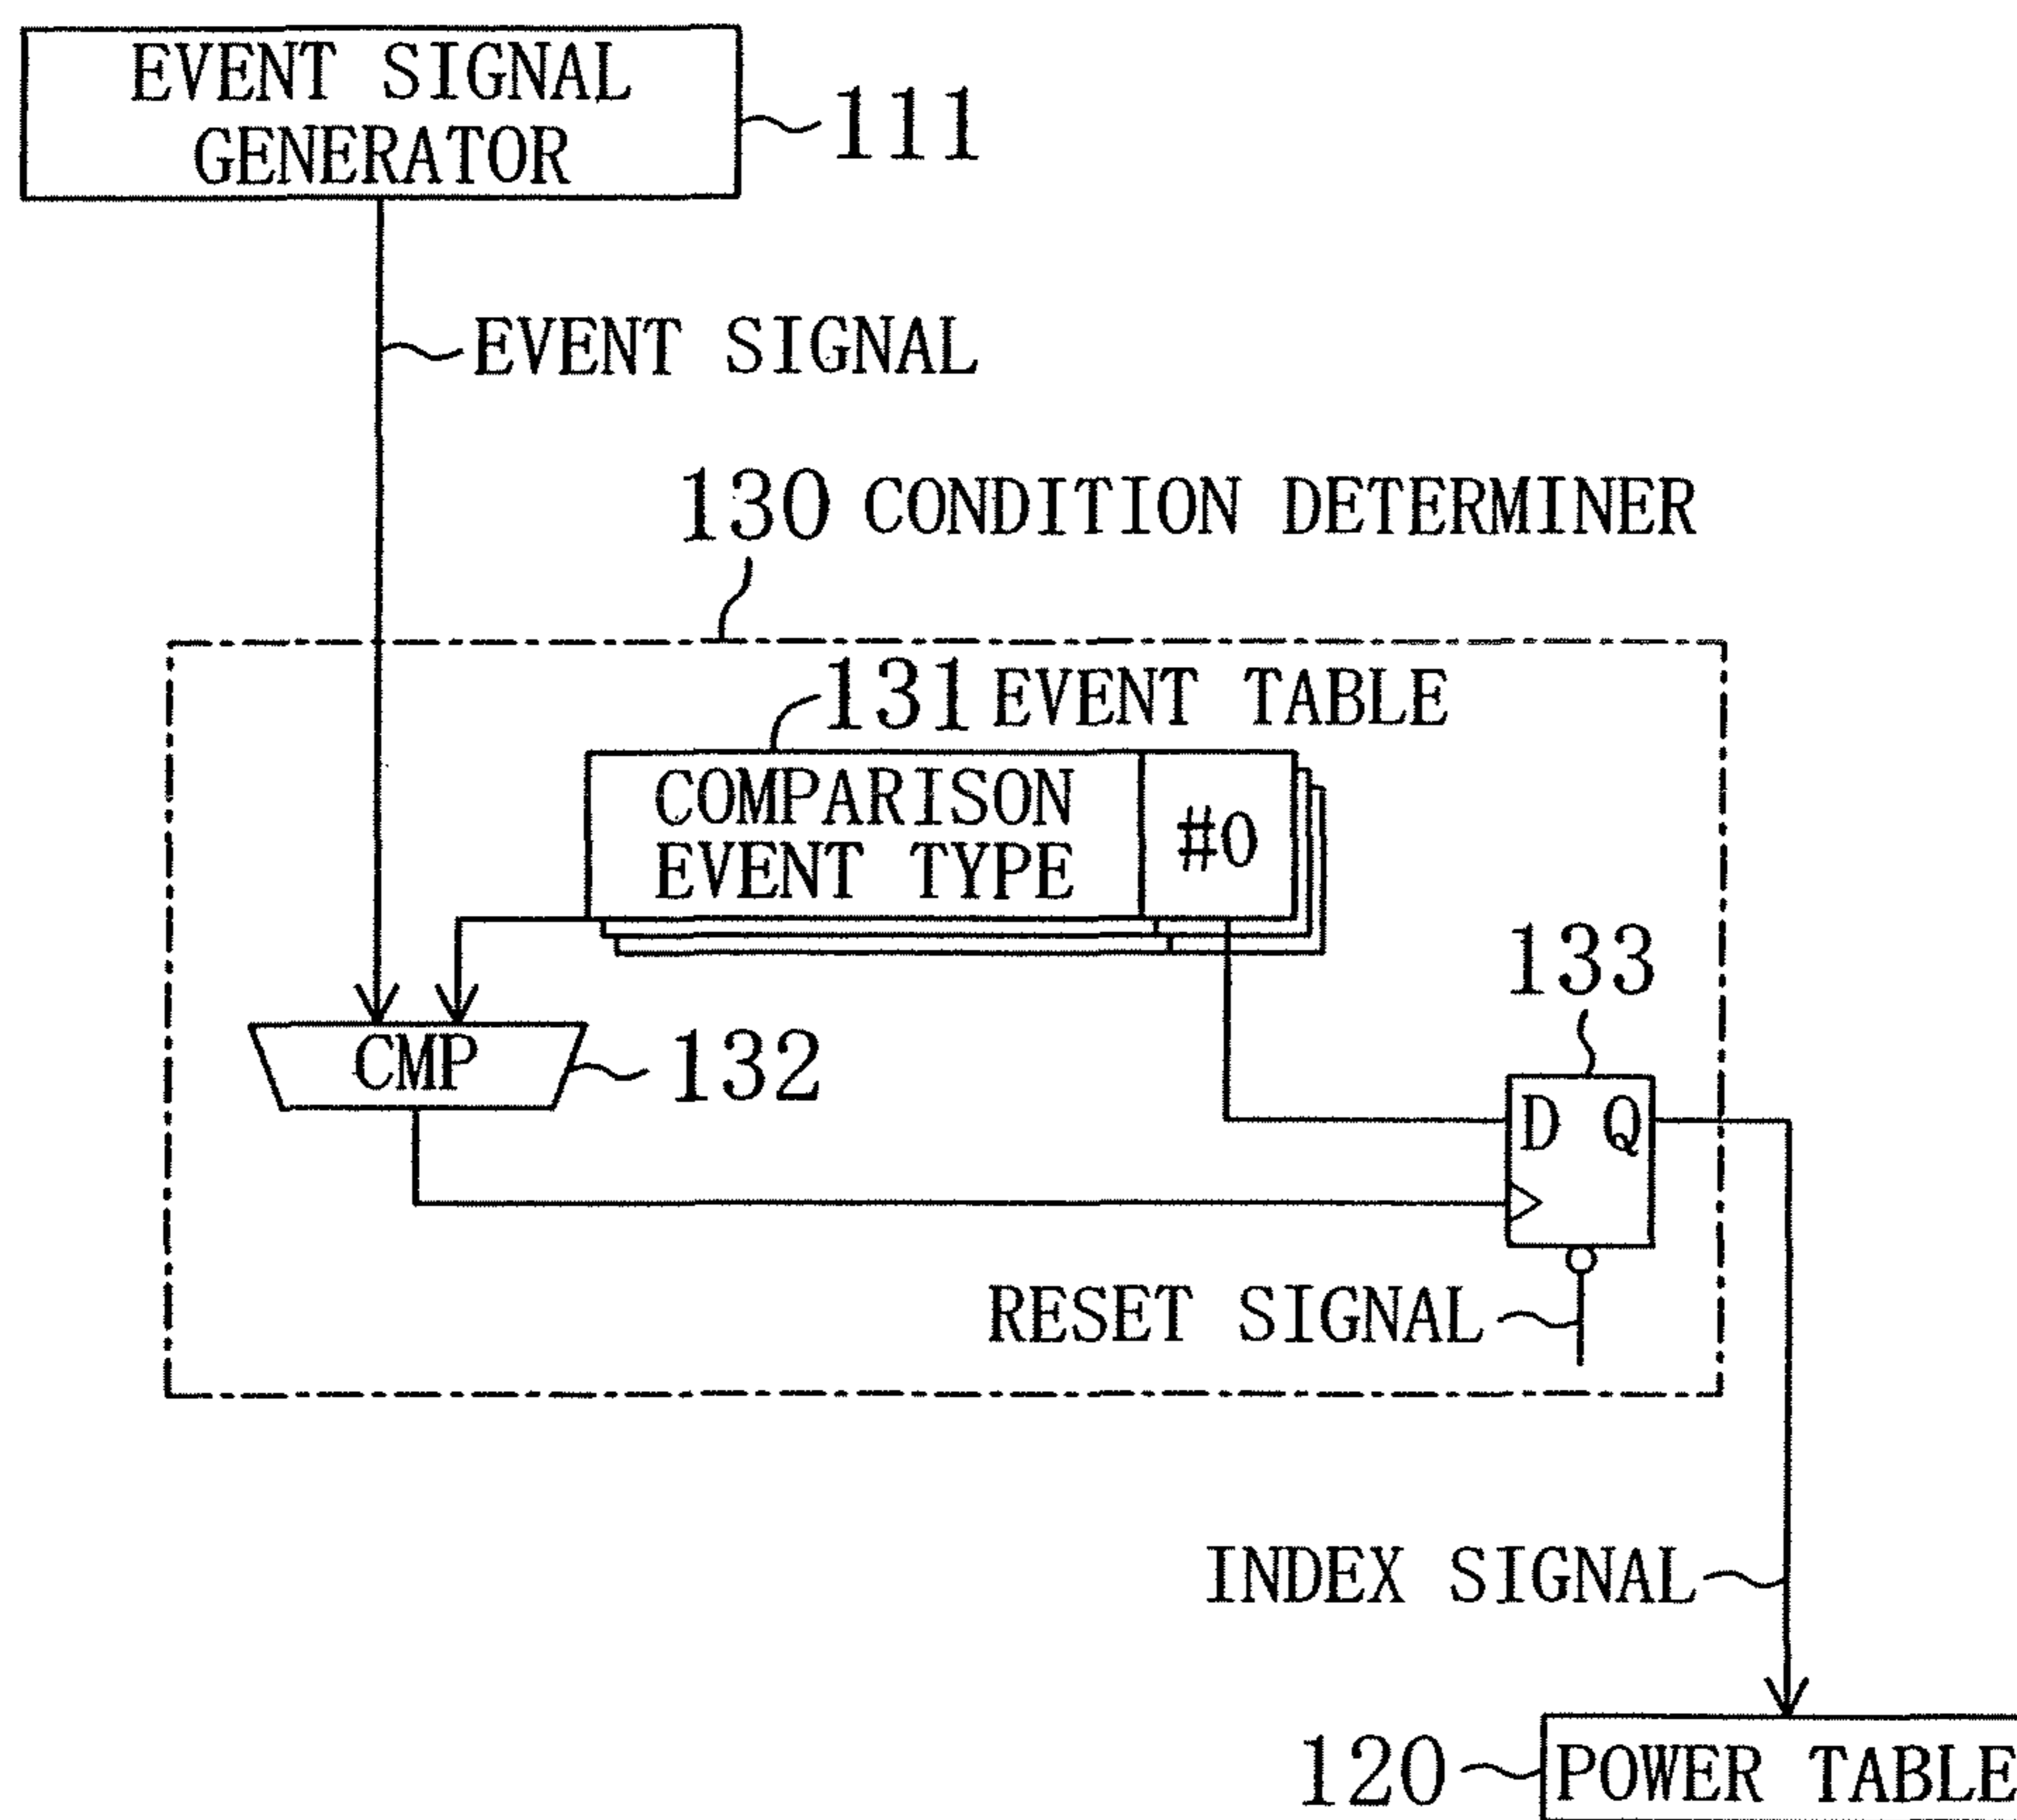 EVENT SIGNAL
GENERATOR
111
EVENT SIGNAL
130 CONDITION DETERMINER
131 EVENT TABLE
COMPARISON
EVENT TYPE
#0
133
CMP
132
D Q
RESET SIGNAL
INDEX SIGNAL
120
POWER TABLE